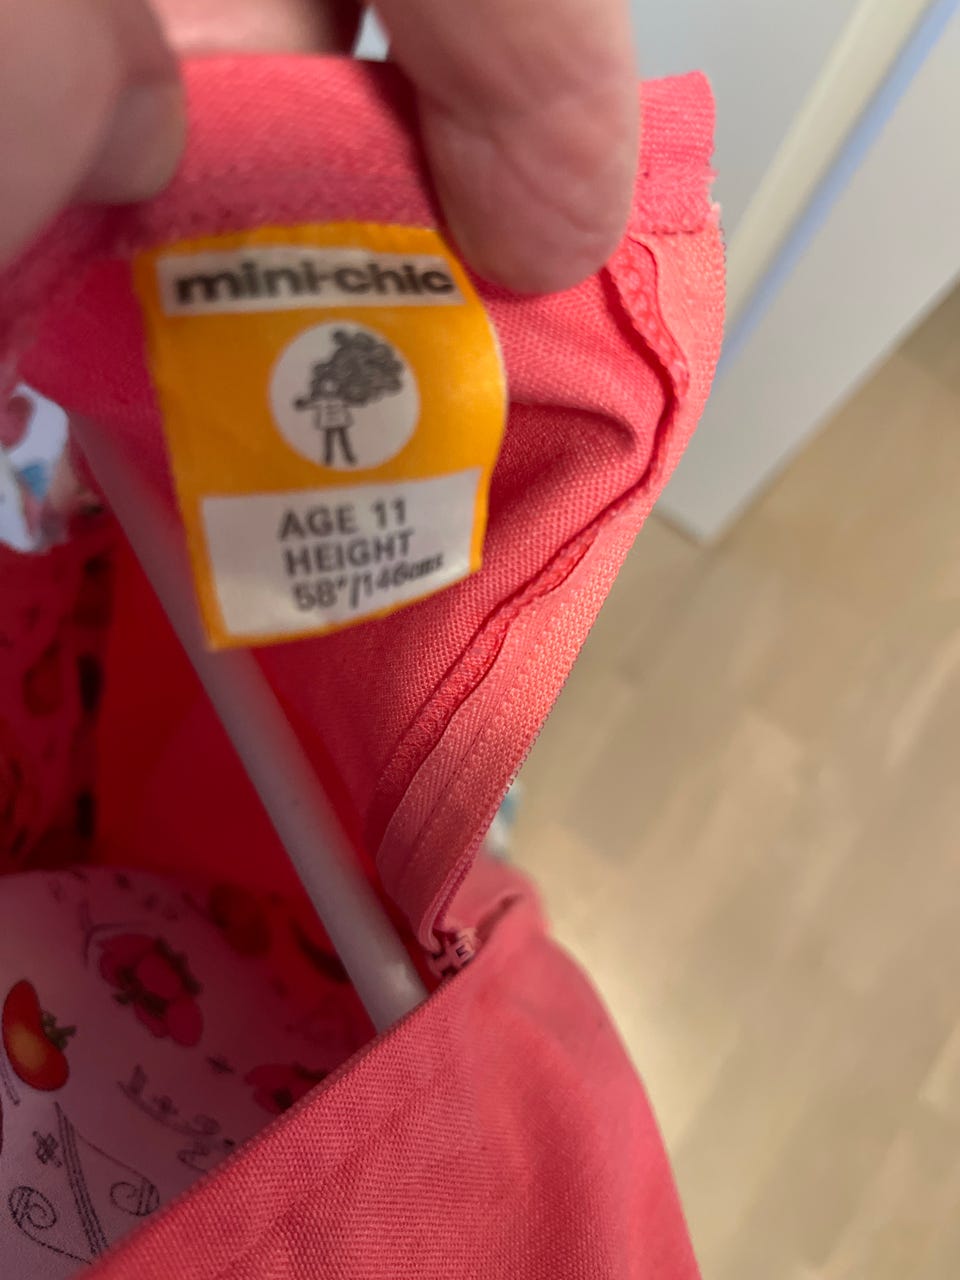 mini-chic
AGE 11
HEIGHT
58"/146cms